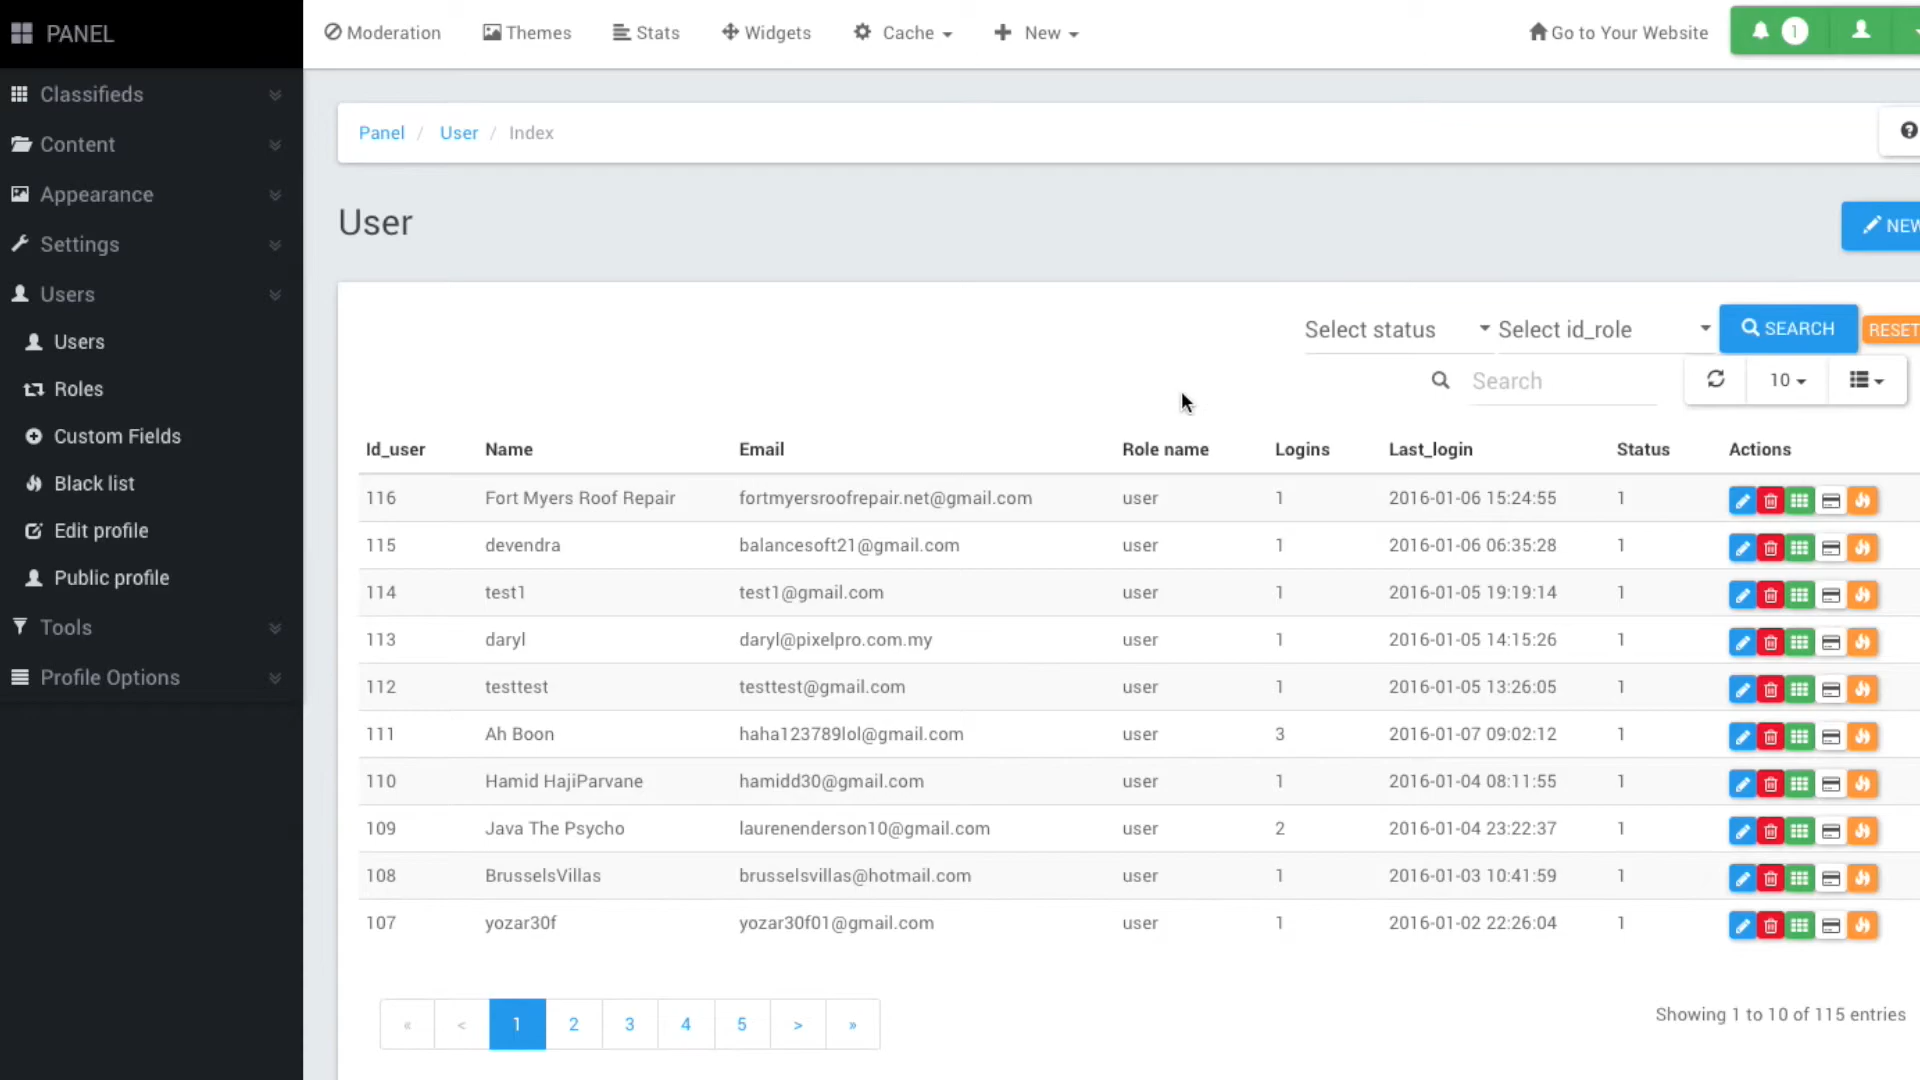 PANEL
Moderation Themes Stats Widgets Cache New Go to Your Website 1
Classifieds
Content
Appearance
Settings
Users
Users
Roles
Custom Fields
Black list
Edit profile
Public profile
Tools
Profile Options
Panel / User / Index
User
NEW
Select status Select id_role SEARCH RESET
Search 10
Id_user Name Email Role name Logins Last_login Status Actions
116 Fort Myers Roof Repair fortmyersroofrepair.net@gmail.com user 1 2016-01-06 15:24:55 1
115 devendra balancesoft21@gmail.com user 1 2016-01-06 06:35:28 1
114 test1 test1@gmail.com user 1 2016-01-05 19:19:14 1
113 daryl daryl@pixelpro.com.my user 1 2016-01-05 14:15:26 1
112 testtest testtest@gmail.com user 1 2016-01-05 13:26:05 1
111 Ah Boon haha123789lol@gmail.com user 3 2016-01-07 09:02:12 1
110 Hamid HajiParvane hamidd30@gmail.com user 1 2016-01-04 08:11:55 1
109 Java The Psycho laurenenderson10@gmail.com user 2 2016-01-04 23:22:37 1
108 BrusselsVillas brusselsvillas@hotmail.com user 1 2016-01-03 10:41:59 1
107 yozar30f yozar30f01@gmail.com user 1 2016-01-02 22:26:04 1
« < 1 2 3 4 5 > »
Showing 1 to 10 of 115 entries